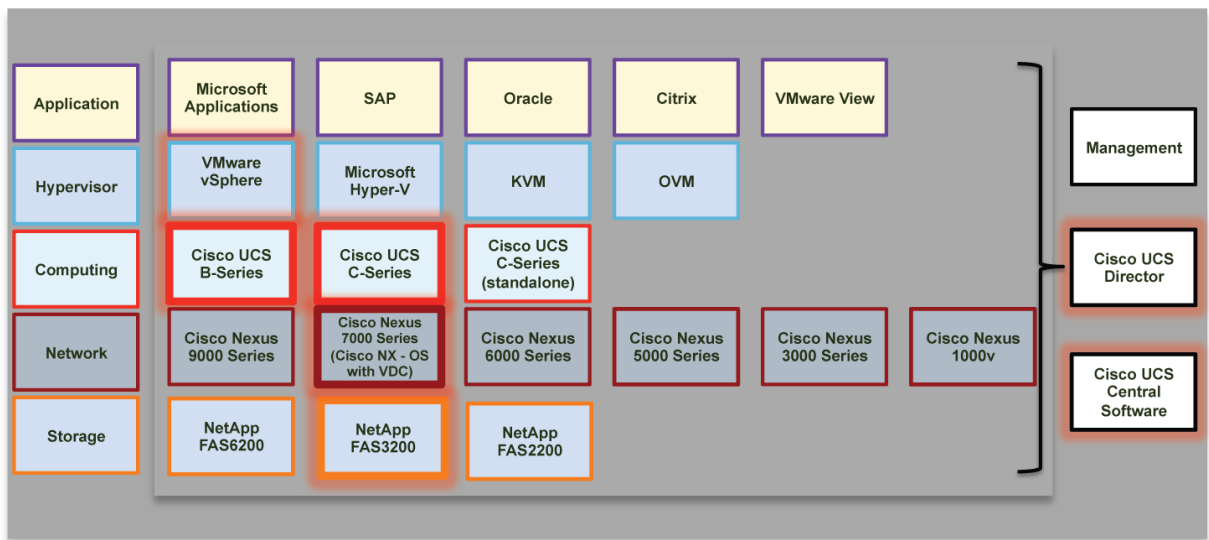 Application
Microsoft
Applications
SAP
Oracle
Citrix
VMware View
Hypervisor
VMware
vSphere
Microsoft
Hyper-V
KVM
OVM
Computing
Cisco UCS
B-Series
Cisco UCS
C-Series
Cisco UCS
C-Series
(standalone)
Network
Cisco Nexus
9000 Series
Cisco Nexus
7000 Series
(Cisco NX - OS
with VDC)
Cisco Nexus
6000 Series
Cisco Nexus
5000 Series
Cisco Nexus
3000 Series
Cisco Nexus
1000v
Storage
NetApp
FAS6200
NetApp
FAS3200
NetApp
FAS2200
Management
Cisco UCS
Director
Cisco UCS
Central
Software